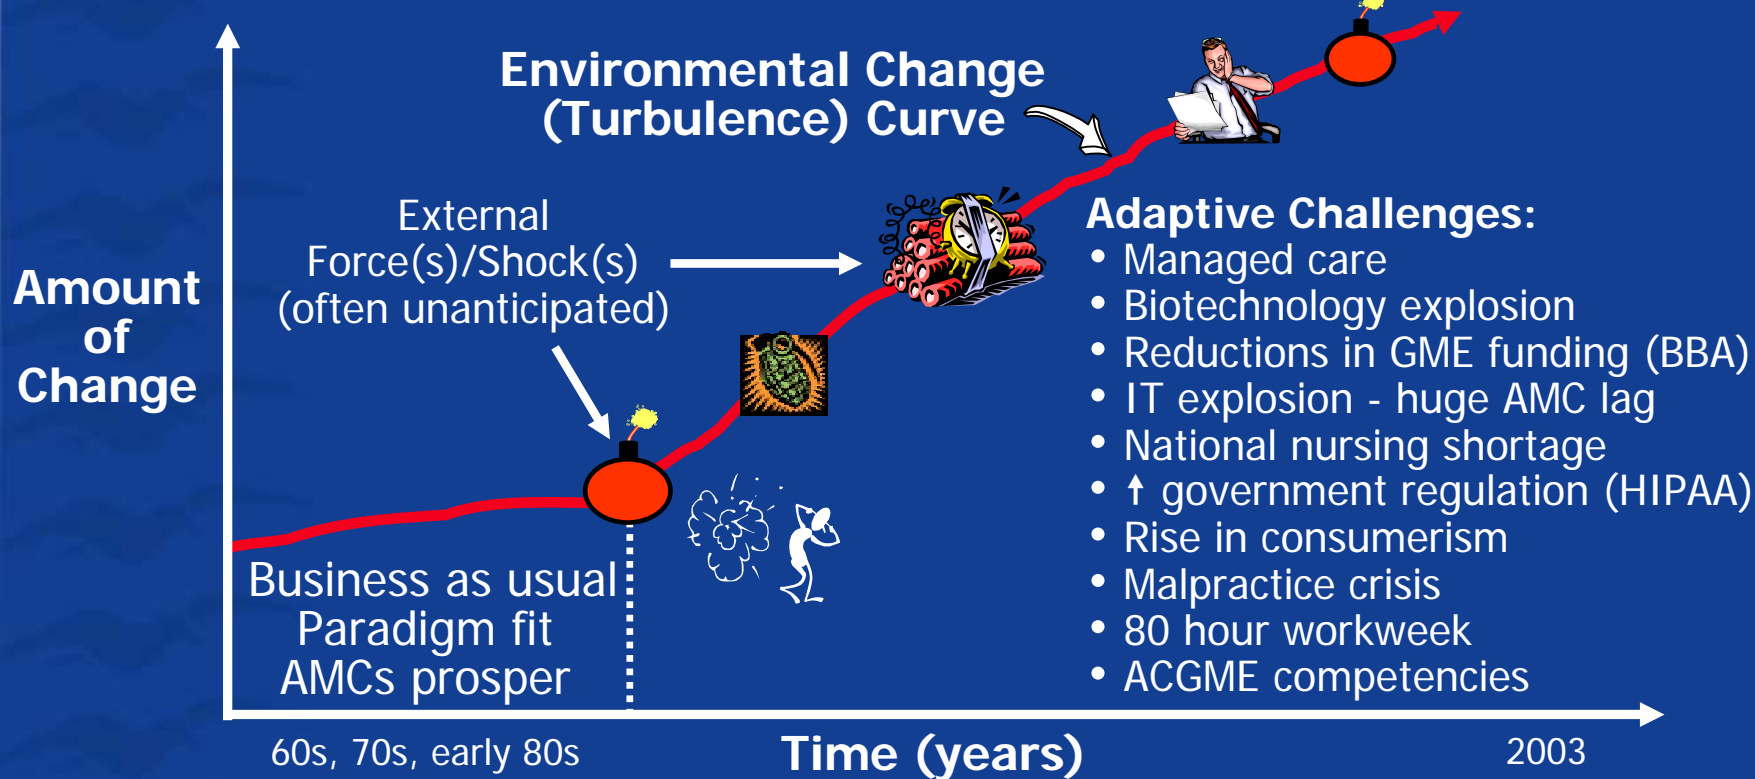 Environmental Change
(Turbulence) Curve
External
Force(s)/Shock(s)
(often unanticipated)
Amount
of
Change
Adaptive Challenges:
• Managed care
• Biotechnology explosion
• Reductions in GME funding (BBA)
• IT explosion - huge AMC lag
• National nursing shortage
• ↑ government regulation (HIPAA)
• Rise in consumerism
• Malpractice crisis
• 80 hour workweek
• ACGME competencies
Business as usual
Paradigm fit
AMCs prosper
60s, 70s, early 80s
Time (years)
2003